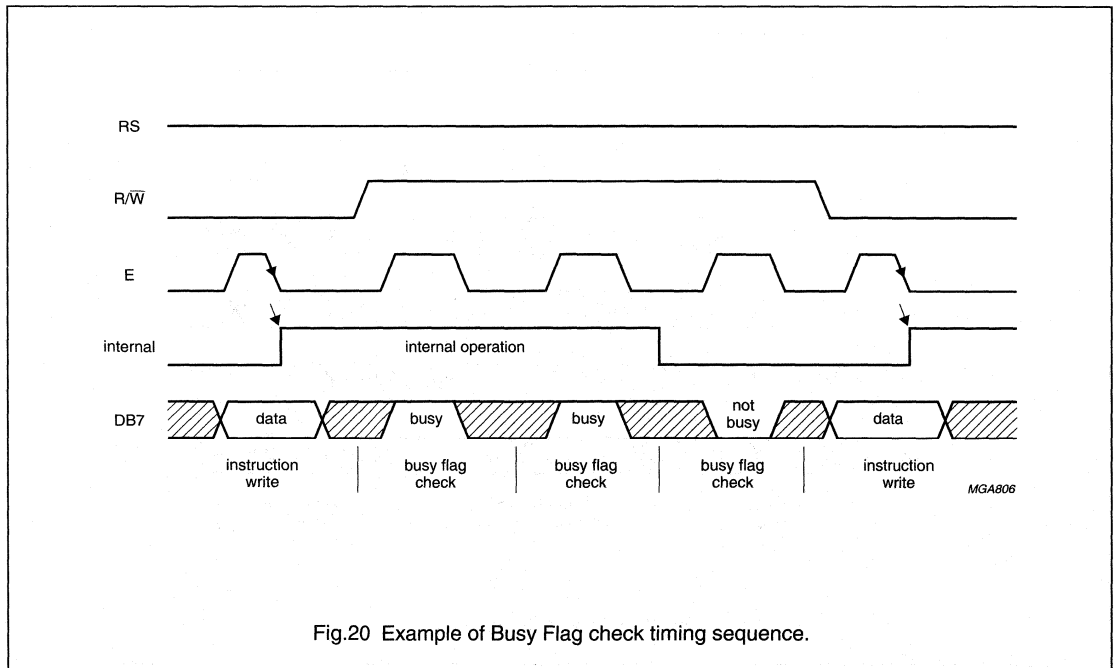 RS
R/W̅
E
internal
internal operation
DB7
data
busy
busy
not
busy
data
instruction
write
busy flag
check
busy flag
check
busy flag
check
instruction
write
MGA806
Fig.20 Example of Busy Flag check timing sequence.